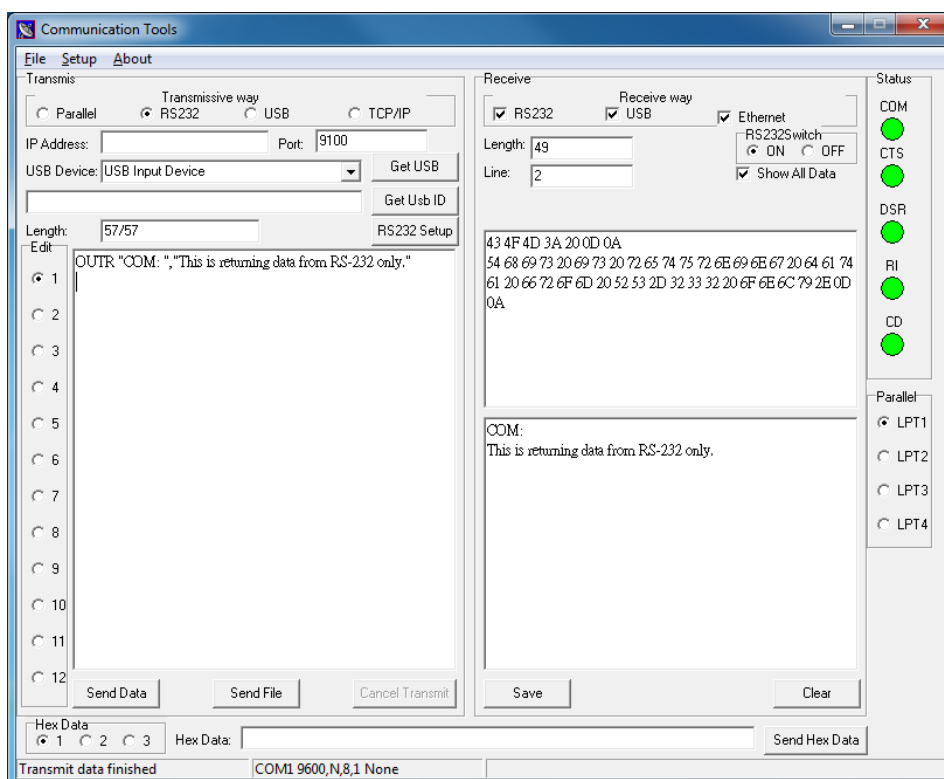 Communication Tools
File Setup About
Transmis
Transmissive way
Parallel RS232 USB TCP/IP
IP Address: Port: 9100
USB Device: USB Input Device Get USB
Get Usb ID
Length: 57/57 RS232 Setup
Edit
1
2
3
4
5
6
7
8
9
10
11
12
OUTR "COM: ","This is returning data from RS-232 only."
Send Data Send File Cancel Transmit
Receive
Receive way
RS232 USB Ethernet
Length: 49
RS232Switch
ON OFF
Line: 2
Show All Data
43 4F 4D 3A 20 0D 0A
54 68 69 73 20 69 73 20 72 65 74 75 72 6E 69 6E 67 20 64 61 74
61 20 66 72 6F 6D 20 52 53 2D 32 33 32 20 6F 6E 6C 79 2E 0D
0A
COM:
This is returning data from RS-232 only.
Save Clear
Status
COM
CTS
DSR
RI
CD
Parallel
LPT1
LPT2
LPT3
LPT4
Hex Data
1 2 3 Hex Data: Send Hex Data
Transmit data finished COM1 9600,N,8,1 None